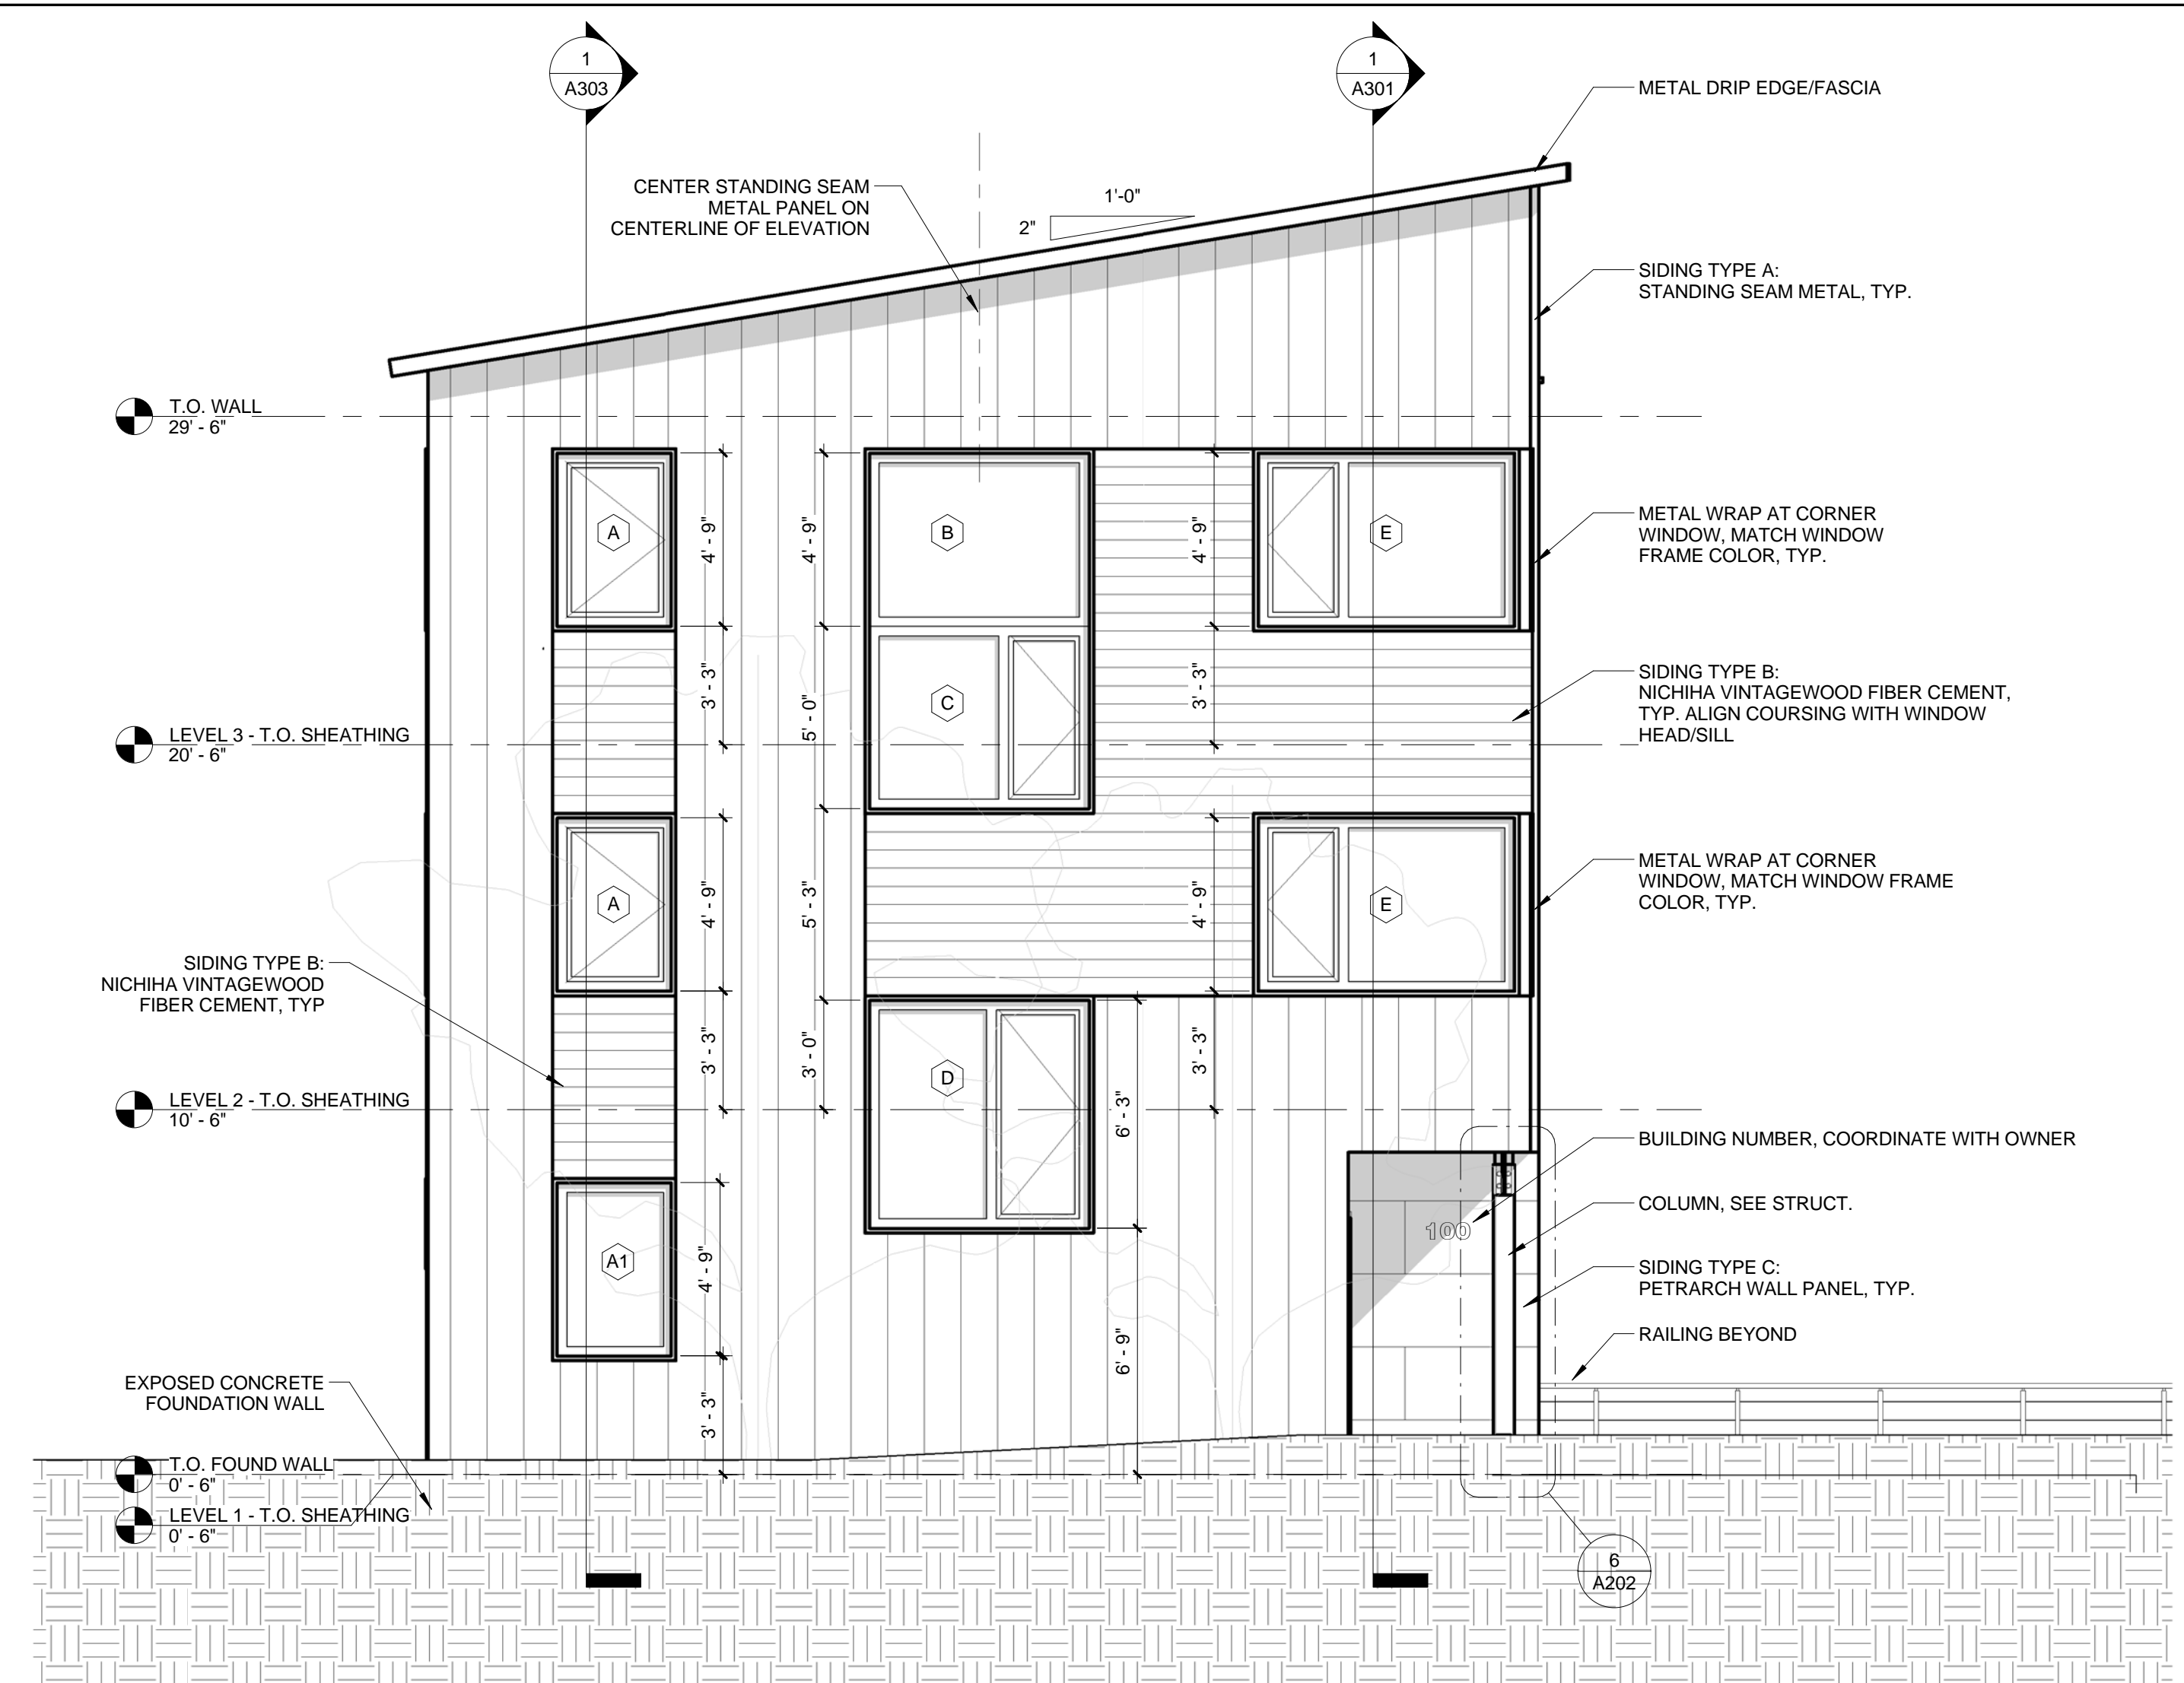 1
A303
1
A301
METAL DRIP EDGE/FASCIA
CENTER STANDING SEAM
METAL PANEL ON
CENTERLINE OF ELEVATION
1'-0"
2"
SIDING TYPE A:
STANDING SEAM METAL, TYP.
T.O. WALL
29' - 6"
A
4' - 9"
4' - 9"
B
4' - 9"
E
METAL WRAP AT CORNER
WINDOW, MATCH WINDOW
FRAME COLOR, TYP.
3' - 3"
5' - 0"
C
3' - 3"
SIDING TYPE B:
NICHIHA VINTAGEWOOD FIBER CEMENT,
TYP. ALIGN COURSING WITH WINDOW
HEAD/SILL
LEVEL 3 - T.O. SHEATHING
20' - 6"
A
4' - 9"
5' - 3"
4' - 9"
E
METAL WRAP AT CORNER
WINDOW, MATCH WINDOW FRAME
COLOR, TYP.
SIDING TYPE B:
NICHIHA VINTAGEWOOD
FIBER CEMENT, TYP
3' - 3"
3' - 0"
D
3' - 3"
LEVEL 2 - T.O. SHEATHING
10' - 6"
6' - 3"
BUILDING NUMBER, COORDINATE WITH OWNER
COLUMN, SEE STRUCT.
100
A1
4' - 9"
SIDING TYPE C:
PETRARCH WALL PANEL, TYP.
RAILING BEYOND
6' - 9"
EXPOSED CONCRETE
FOUNDATION WALL
3' - 3"
T.O. FOUND WALL
0' - 6"
LEVEL 1 - T.O. SHEATHING
0' - 6"
6
A202